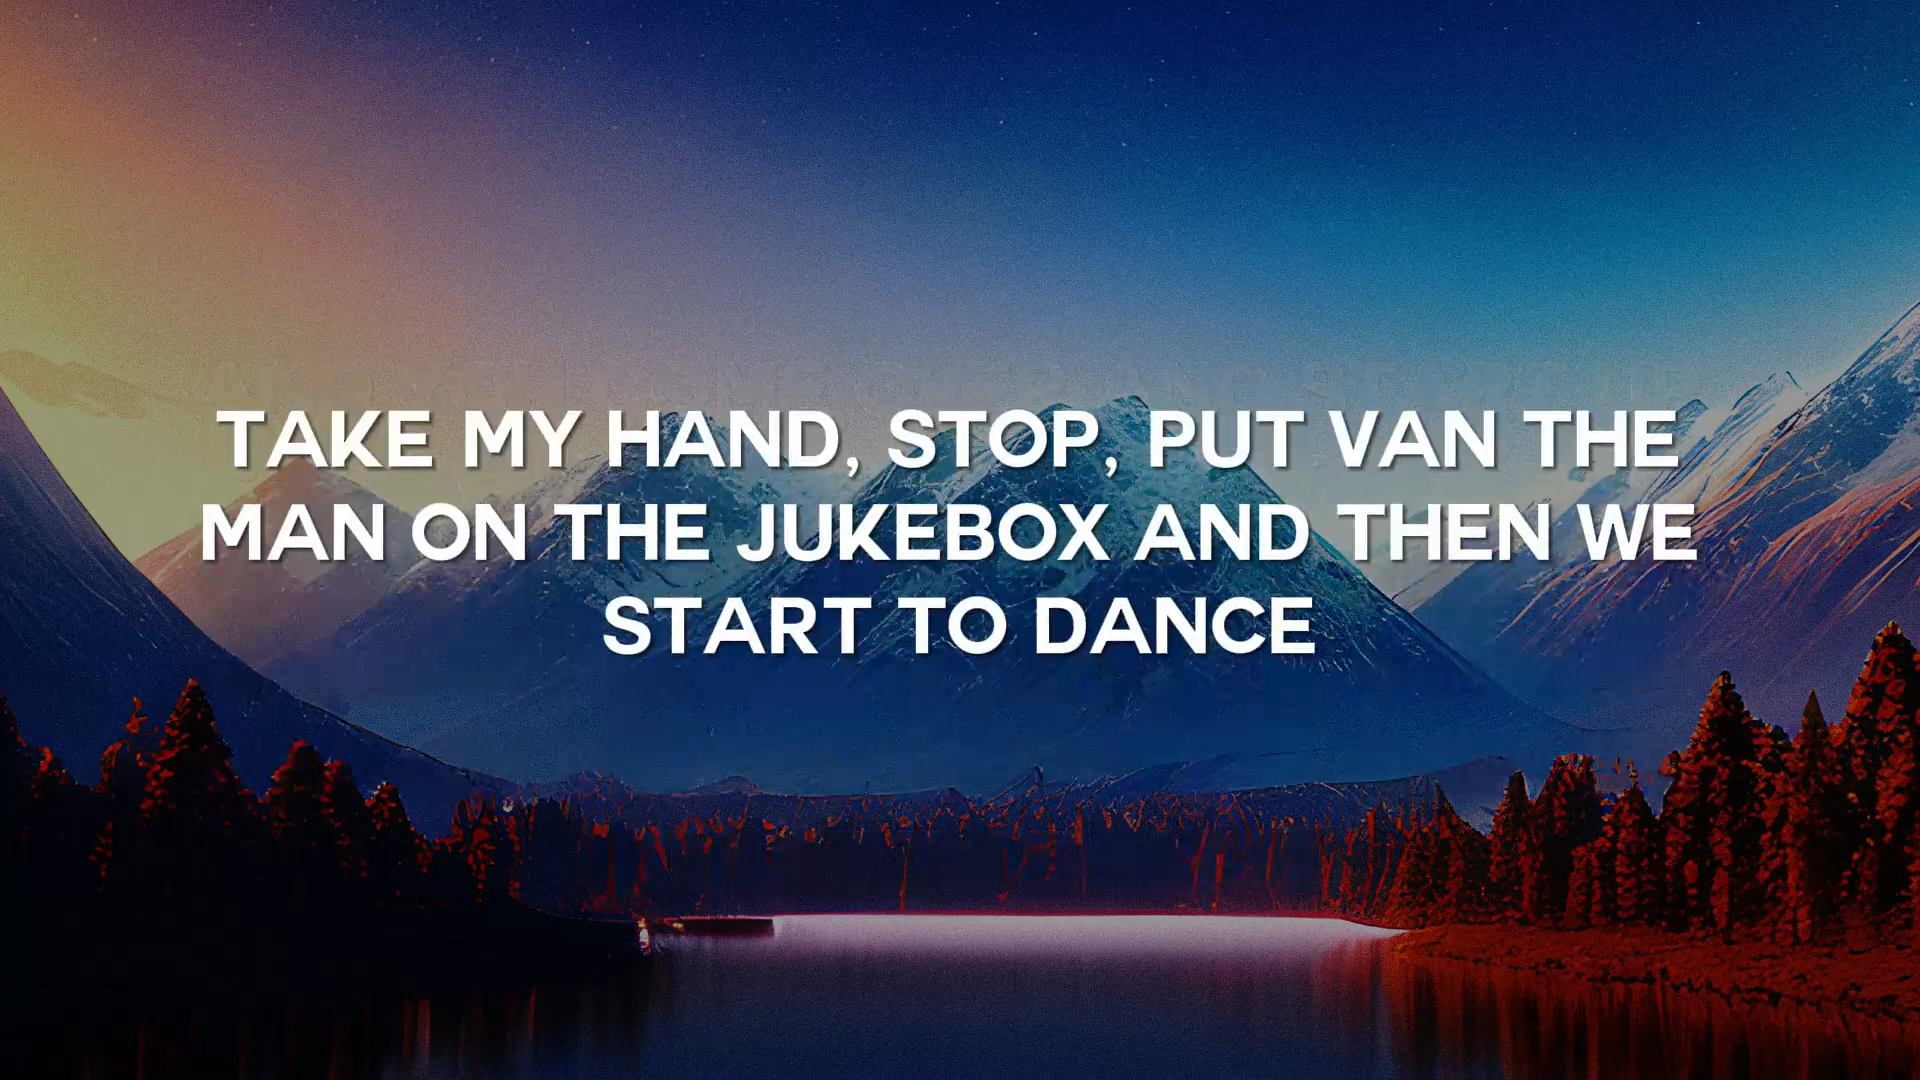 TAKE MY HAND, STOP, PUT VAN THE
MAN ON THE JUKEBOX AND THEN WE
START TO DANCE